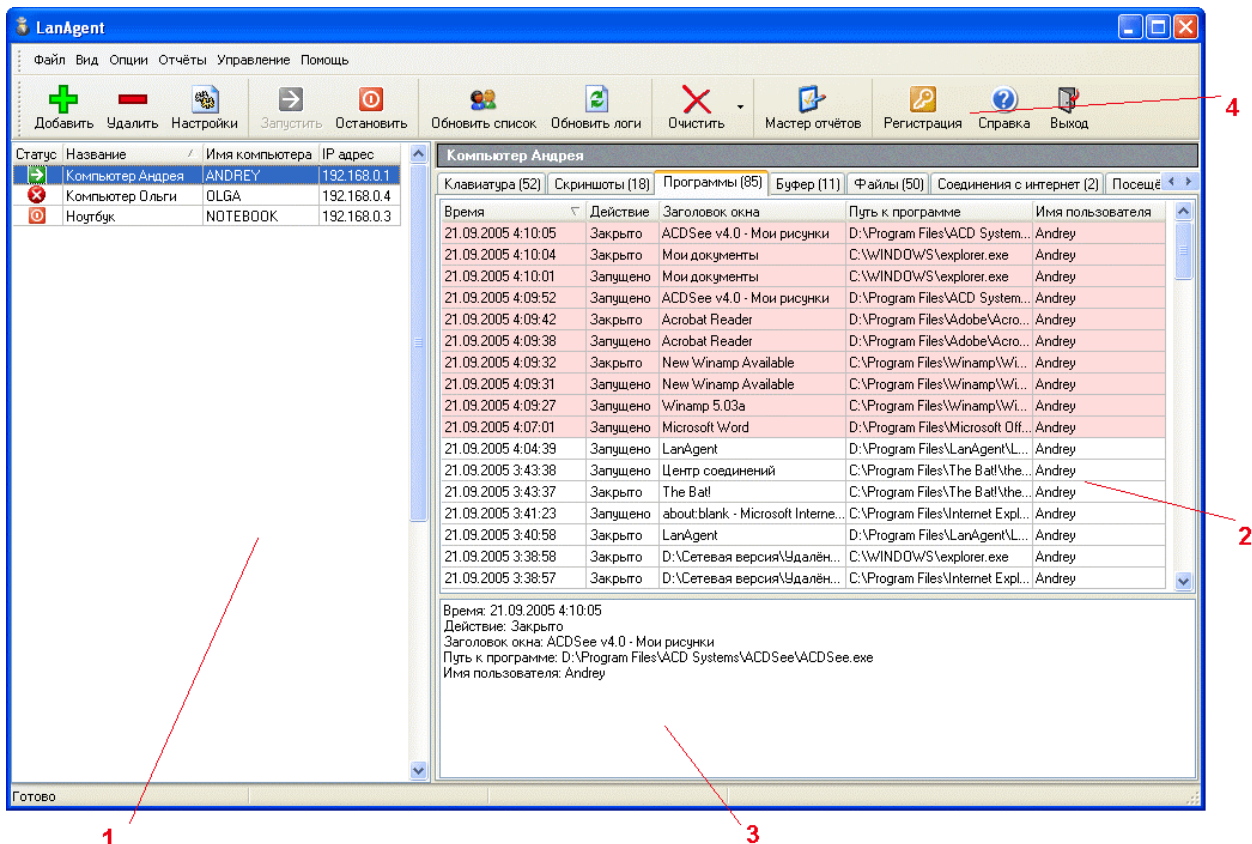 LanAgent
Файл Вид Опции Отчёты Управление Помощь
Добавить Удалить Настройки Запустить Остановить Обновить список Обновить логи Очистить Мастер отчётов Регистрация Справка Выход
4
Статус Название Имя компьютера IP адрес
Компьютер Андрея ANDREY 192.168.0.1
Компьютер Ольги OLGA 192.168.0.4
Ноутбук NOTEBOOK 192.168.0.3
Компьютер Андрея
Клавиатура (52) Скриншоты (18) Программы (85) Буфер (11) Файлы (50) Соединения с интернет (2) Посещё
Время Действие Заголовок окна Путь к программе Имя пользователя
21.09.2005 4:10:05 Закрыто ACDSee v4.0 - Мои рисунки D:\Program Files\ACD System... Andrey
21.09.2005 4:10:04 Закрыто Мои документы C:\WINDOWS\explorer.exe Andrey
21.09.2005 4:10:01 Запущено Мои документы C:\WINDOWS\explorer.exe Andrey
21.09.2005 4:09:52 Запущено ACDSee v4.0 - Мои рисунки D:\Program Files\ACD System... Andrey
21.09.2005 4:09:42 Закрыто Acrobat Reader D:\Program Files\Adobe\Acro... Andrey
21.09.2005 4:09:38 Запущено Acrobat Reader D:\Program Files\Adobe\Acro... Andrey
21.09.2005 4:09:32 Закрыто New Winamp Available C:\Program Files\Winamp\Wi... Andrey
21.09.2005 4:09:31 Запущено New Winamp Available C:\Program Files\Winamp\Wi... Andrey
21.09.2005 4:09:27 Запущено Winamp 5.03a C:\Program Files\Winamp\Wi... Andrey
21.09.2005 4:07:01 Запущено Microsoft Word D:\Program Files\Microsoft Off... Andrey
21.09.2005 4:04:39 Запущено LanAgent D:\Program Files\LanAgent\L... Andrey
21.09.2005 3:43:38 Запущено Центр соединений C:\Program Files\The Bat!\the... Andrey
21.09.2005 3:43:37 Закрыто The Bat! C:\Program Files\The Bat!\the... Andrey
21.09.2005 3:41:23 Запущено about:blank - Microsoft Interne... C:\Program Files\Internet Expl... Andrey
21.09.2005 3:40:58 Закрыто LanAgent D:\Program Files\LanAgent\L... Andrey
21.09.2005 3:38:58 Закрыто D:\Сетевая версия\Удалён... C:\WINDOWS\explorer.exe Andrey
21.09.2005 3:38:57 Закрыто D:\Сетевая версия\Удалён... C:\Program Files\Internet Expl... Andrey
2
Время: 21.09.2005 4:10:05
Действие: Закрыто
Заголовок окна: ACDSee v4.0 - Мои рисунки
Путь к программе: D:\Program Files\ACD Systems\ACDSee\ACDSee.exe
Имя пользователя: Andrey
Готово
1
3